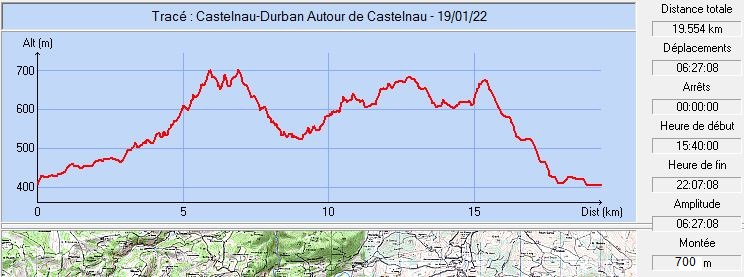 Tracé : Castelnau-Durban Autour de Castelnau - 19/01/22
Alt (m)
700
600
500
400
0
5
10
15
Dist (km)
Distance totale
19.554 km
Déplacements
06:27:08
Arrêts
00:00:00
Heure de début
15:40:00
Heure de fin
22:07:08
Amplitude
06:27:08
Montée
700 m